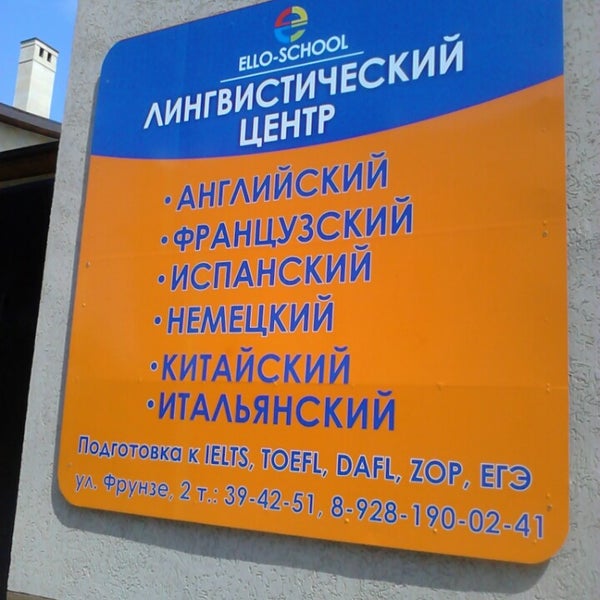 ELLO-SCHOOL
ЛИНГВИСТИЧЕСКИЙ
ЦЕНТР
•АНГЛИЙСКИЙ
•ФРАНЦУЗСКИЙ
•ИСПАНСКИЙ
•НЕМЕЦКИЙ
•КИТАЙСКИЙ
•ИТАЛЬЯНСКИЙ
Подготовка к IELTS, TOEFL, DAFL, ZOP, ЕГЭ
ул. Фрунзе, 2 т.: 39-42-51, 8-928-190-02-41